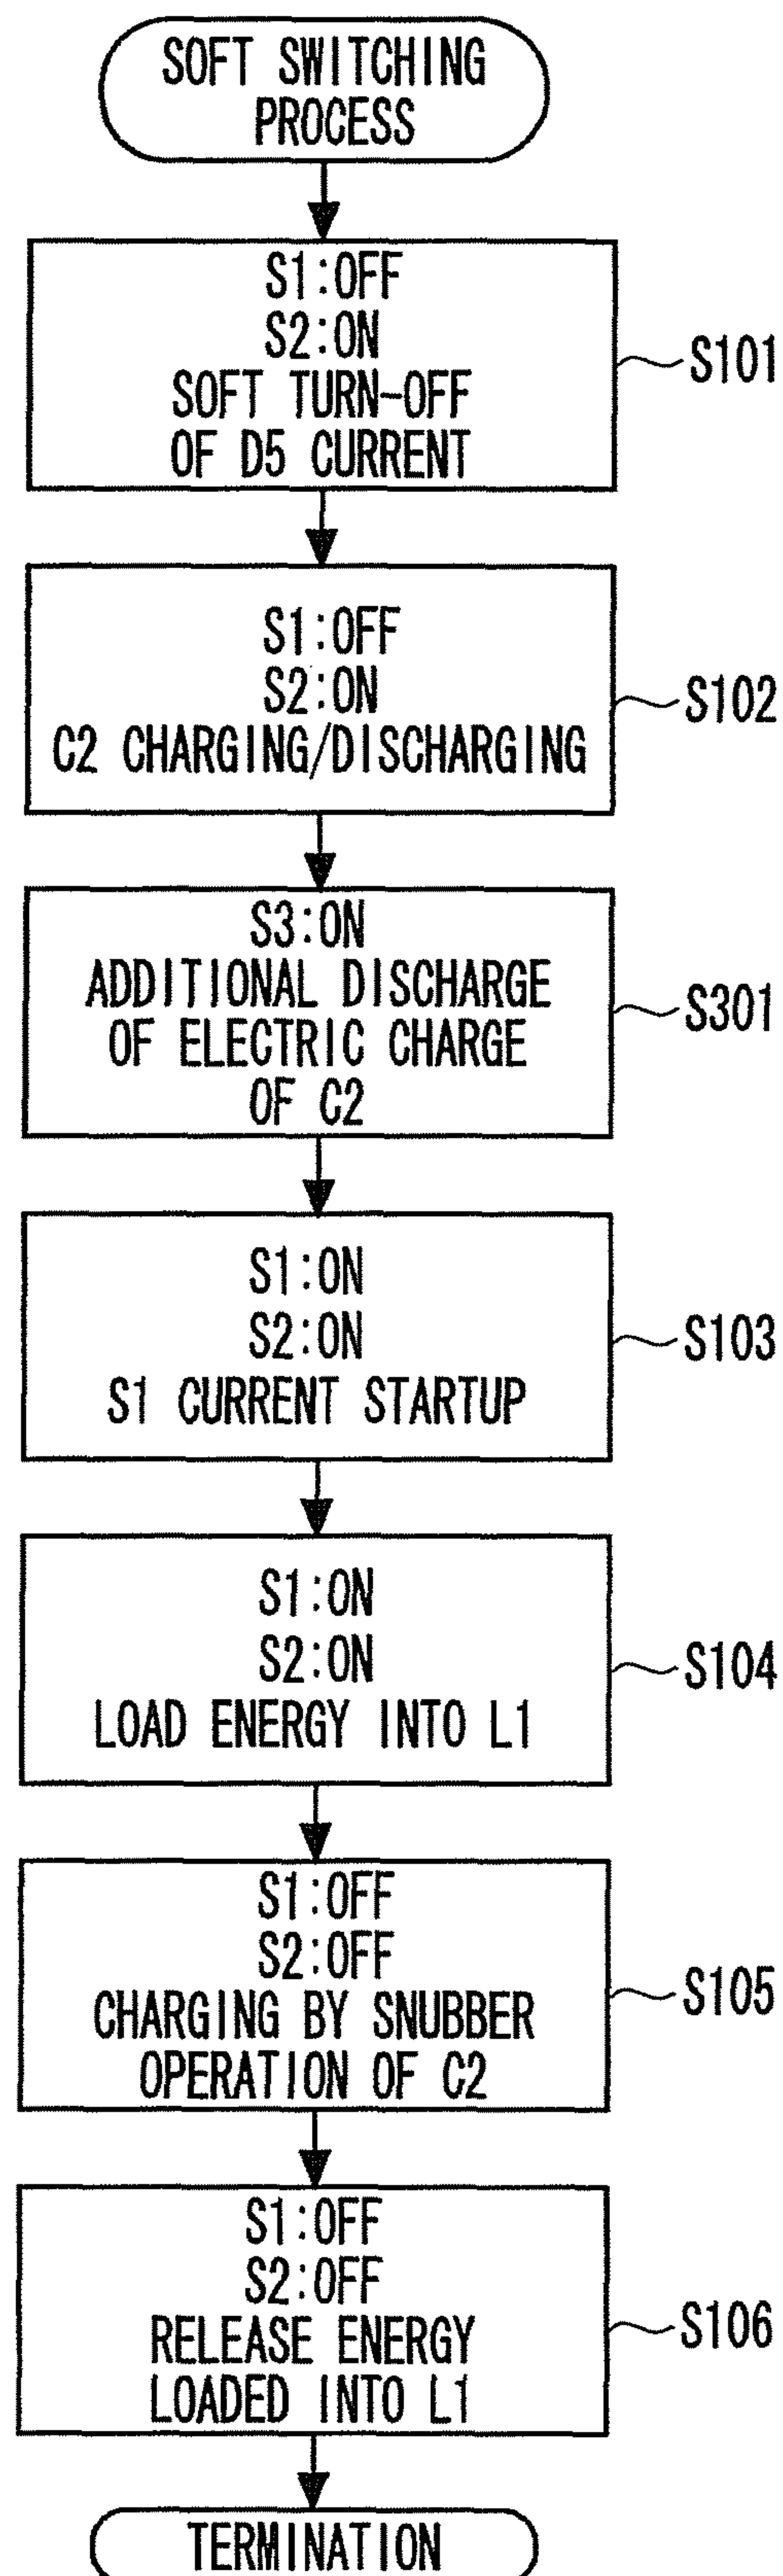 SOFT SWITCHING
PROCESS
S1:OFF
S2:ON
SOFT TURN-OFF
OF D5 CURRENT
S101
S1:OFF
S2:ON
C2 CHARGING/DISCHARGING
S102
S3:ON
ADDITIONAL DISCHARGE
OF ELECTRIC CHARGE
OF C2
S301
S1:ON
S2:ON
S1 CURRENT STARTUP
S103
S1:ON
S2:ON
LOAD ENERGY INTO L1
S104
S1:OFF
S2:OFF
CHARGING BY SNUBBER
OPERATION OF C2
S105
S1:OFF
S2:OFF
RELEASE ENERGY
LOADED INTO L1
S106
TERMINATION